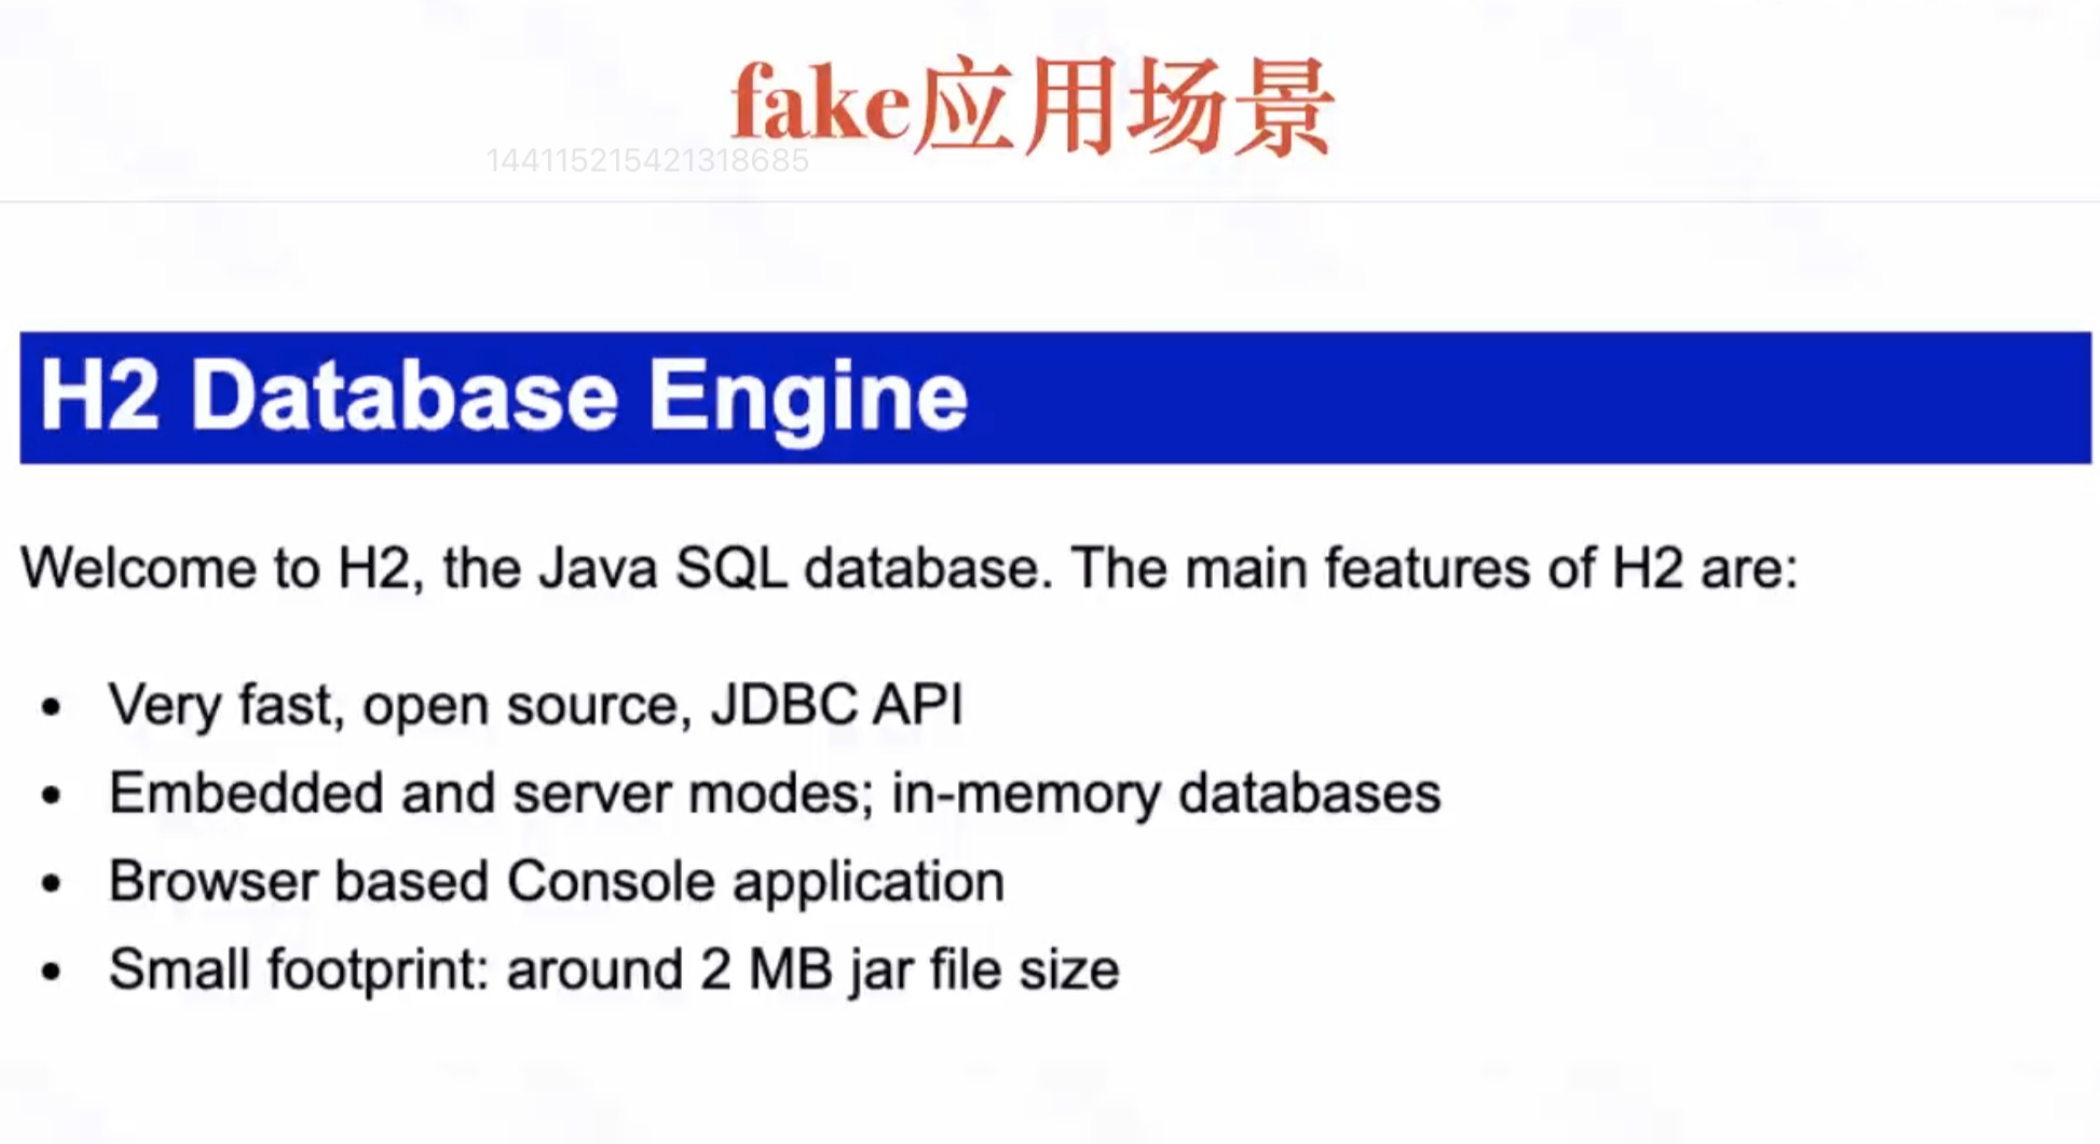 fake应用场景
144115215421318685
H2 Database Engine
Welcome to H2, the Java SQL database. The main features of H2 are:
• Very fast, open source, JDBC API
• Embedded and server modes; in-memory databases
• Browser based Console application
• Small footprint: around 2 MB jar file size